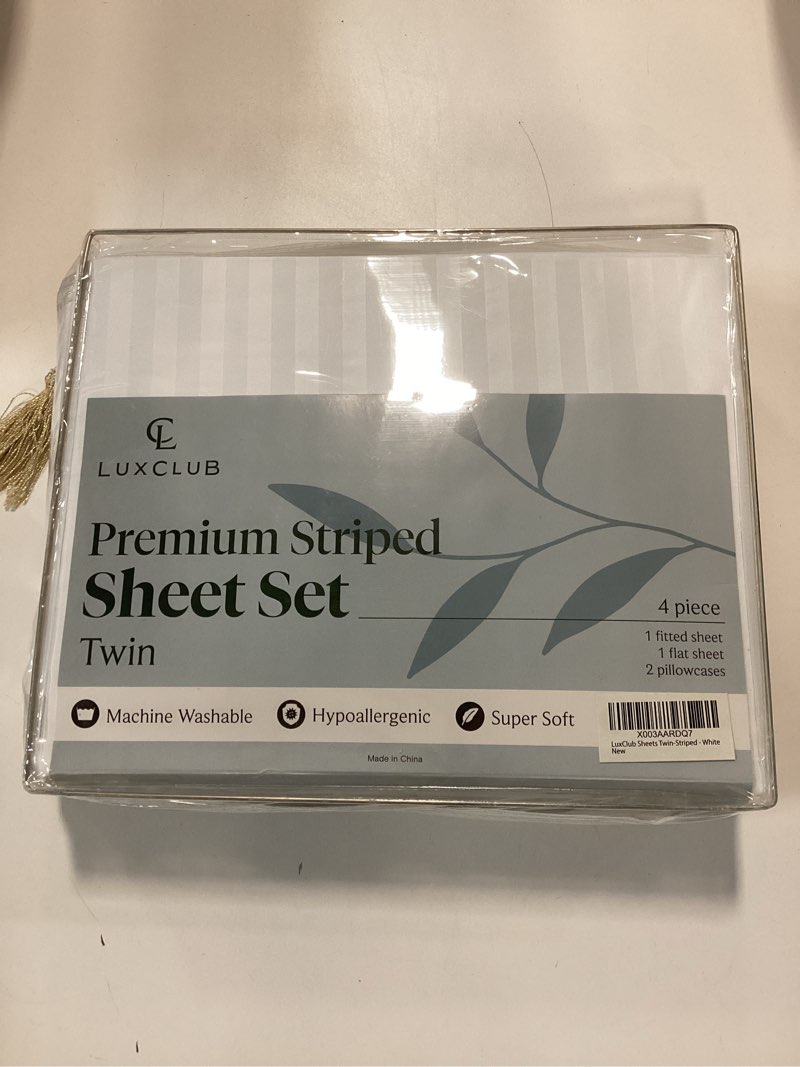 CL
LUXCLUB
Premium Striped
Sheet Set
Twin
4 piece
1 fitted sheet
1 flat sheet
2 pillowcases
Machine Washable
Hypoallergenic
Super Soft
X003AARDQ7
LuxClub Sheets Twin-Striped - White
New
Made in China